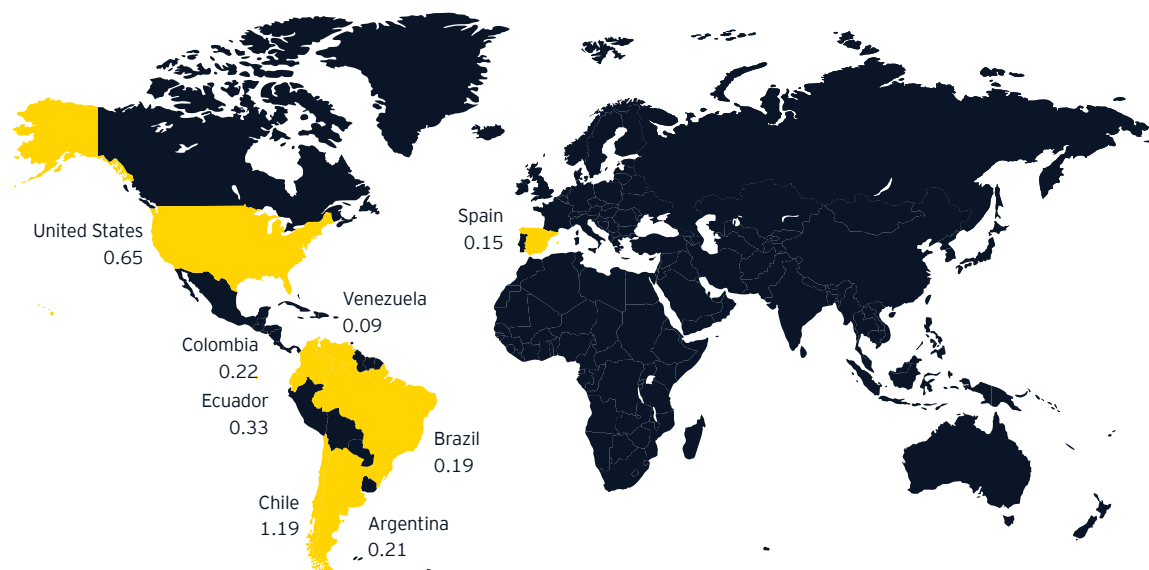 United States
0.65
Spain
0.15
Venezuela
0.09
Colombia
0.22
Ecuador
0.33
Brazil
0.19
Chile
1.19
Argentina
0.21